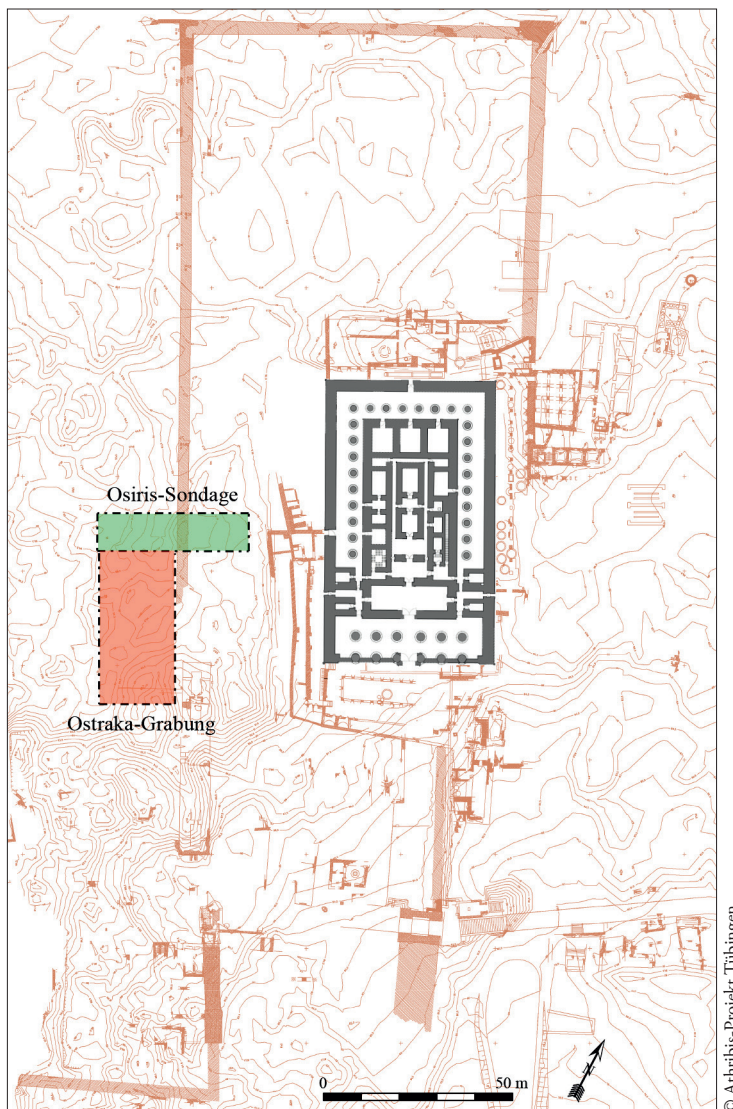 Osiris-Sondage
Ostraka-Grabung
0 50 m
N
© Athribis-Projekt Tübingen